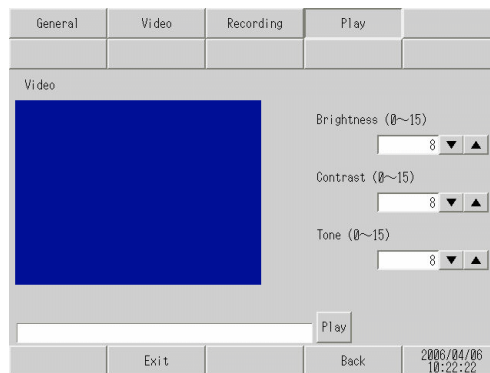 General Video Recording Play
Video
Brightness (0～15)
8 ▼ ▲
Contrast (0～15)
8 ▼ ▲
Tone (0～15)
8 ▼ ▲
Play
Exit Back 2006/04/06
10:22:22